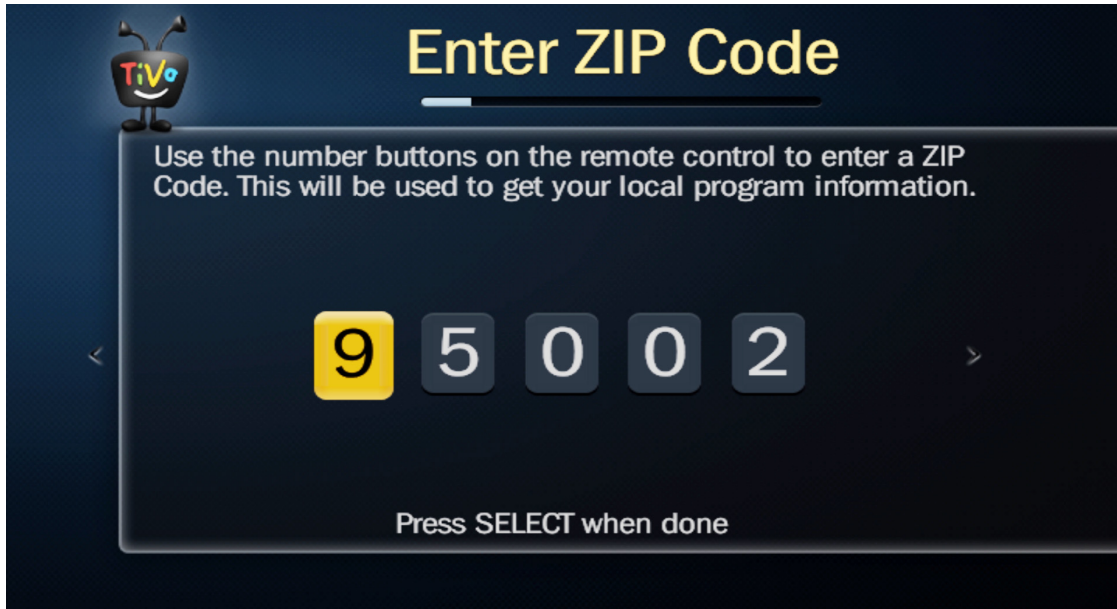 TiVo
Enter ZIP Code
Use the number buttons on the remote control to enter a ZIP
Code. This will be used to get your local program information.
< 9 5 0 0 2 >
Press SELECT when done